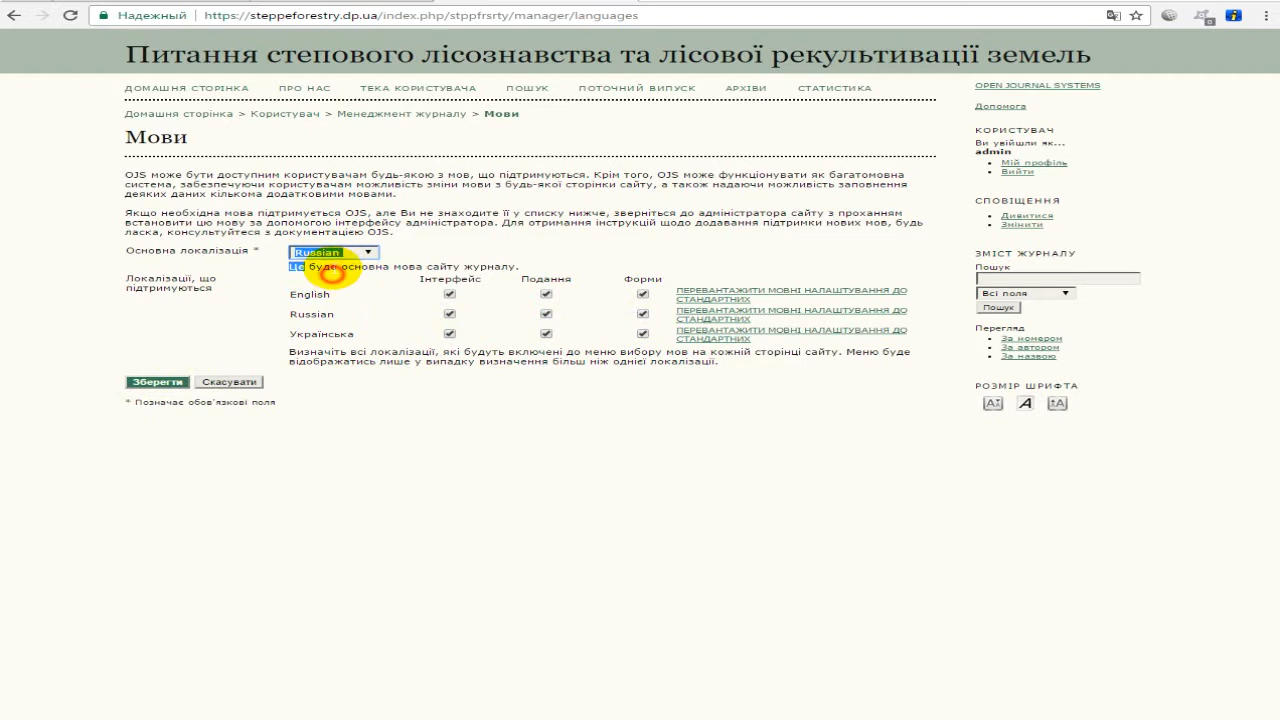 Надежный
https://steppeforestry.dp.ua/index.php/stppfrsrty/manager/languages
Питання степового лісознавства та лісової рекультивації земель
ДОМАШНЯ СТОРІНКА ПРО НАС ТЕКА КОРИСТУВАЧА ПОШУК ПОТОЧНИЙ ВИПУСК АРХІВИ СТАТИСТИКА
Домашня сторінка > Користувач > Менеджмент журналу > Мови
Мови
OJS може бути доступним користувачам будь-якою з мов, що підтримуються. Крім того, OJS може функціонувати як багатомовна
система, забезпечуючи користувачам можливість зміни мови з будь-якої сторінки сайту, а також надаючи можливість заповнення
деяких даних кількома додатковими мовами.
Якщо необхідна мова підтримується OJS, але Ви не знаходите її у списку нижче, зверніться до адміністратора сайту з проханням
встановити цю мову за допомогою інтерфейсу адміністратора. Для отримання інструкцій щодо додавання підтримки нових мов, будь
ласка, консультуйтеся з документацією OJS.
Основна локалізація * Russian
Це буде основна мова сайту журналу.
Локалізації, що
підтримуються
Інтерфейс Подання Форми
English ПЕРЕВАНТАЖИТИ МОВНІ НАЛАШТУВАННЯ ДО
СТАНДАРТНИХ
Russian ПЕРЕВАНТАЖИТИ МОВНІ НАЛАШТУВАННЯ ДО
СТАНДАРТНИХ
Українська ПЕРЕВАНТАЖИТИ МОВНІ НАЛАШТУВАННЯ ДО
СТАНДАРТНИХ
Визначіть всі локалізації, які будуть включені до меню вибору мов на кожній сторінці сайту. Меню буде
відображатись лише у випадку визначення більш ніж однієї локалізації.
Зберегти Скасувати
* Позначає обов'язкові поля
OPEN JOURNAL SYSTEMS
Допомога
КОРИСТУВАЧ
Ви увійшли як...
admin
Мій профіль
Вийти
СПОВІЩЕННЯ
Дивитися
Змінити
ЗМІСТ ЖУРНАЛУ
Пошук
Всі поля
Пошук
Перегляд
За номером
За автором
За назвою
РОЗМІР ШРИФТА
A A A